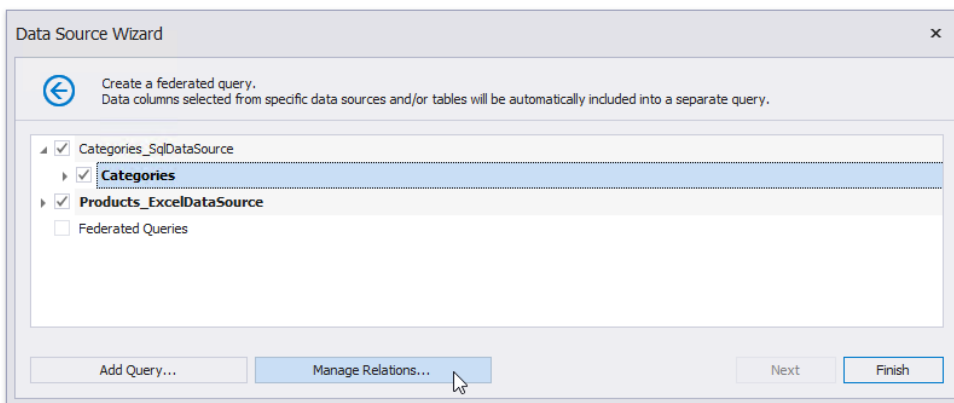 Data Source Wizard
Create a federated query.
Data columns selected from specific data sources and/or tables will be automatically included into a separate query.
Categories_SqlDataSource
Categories
Products_ExcelDataSource
Federated Queries
Add Query...
Manage Relations...
Next
Finish